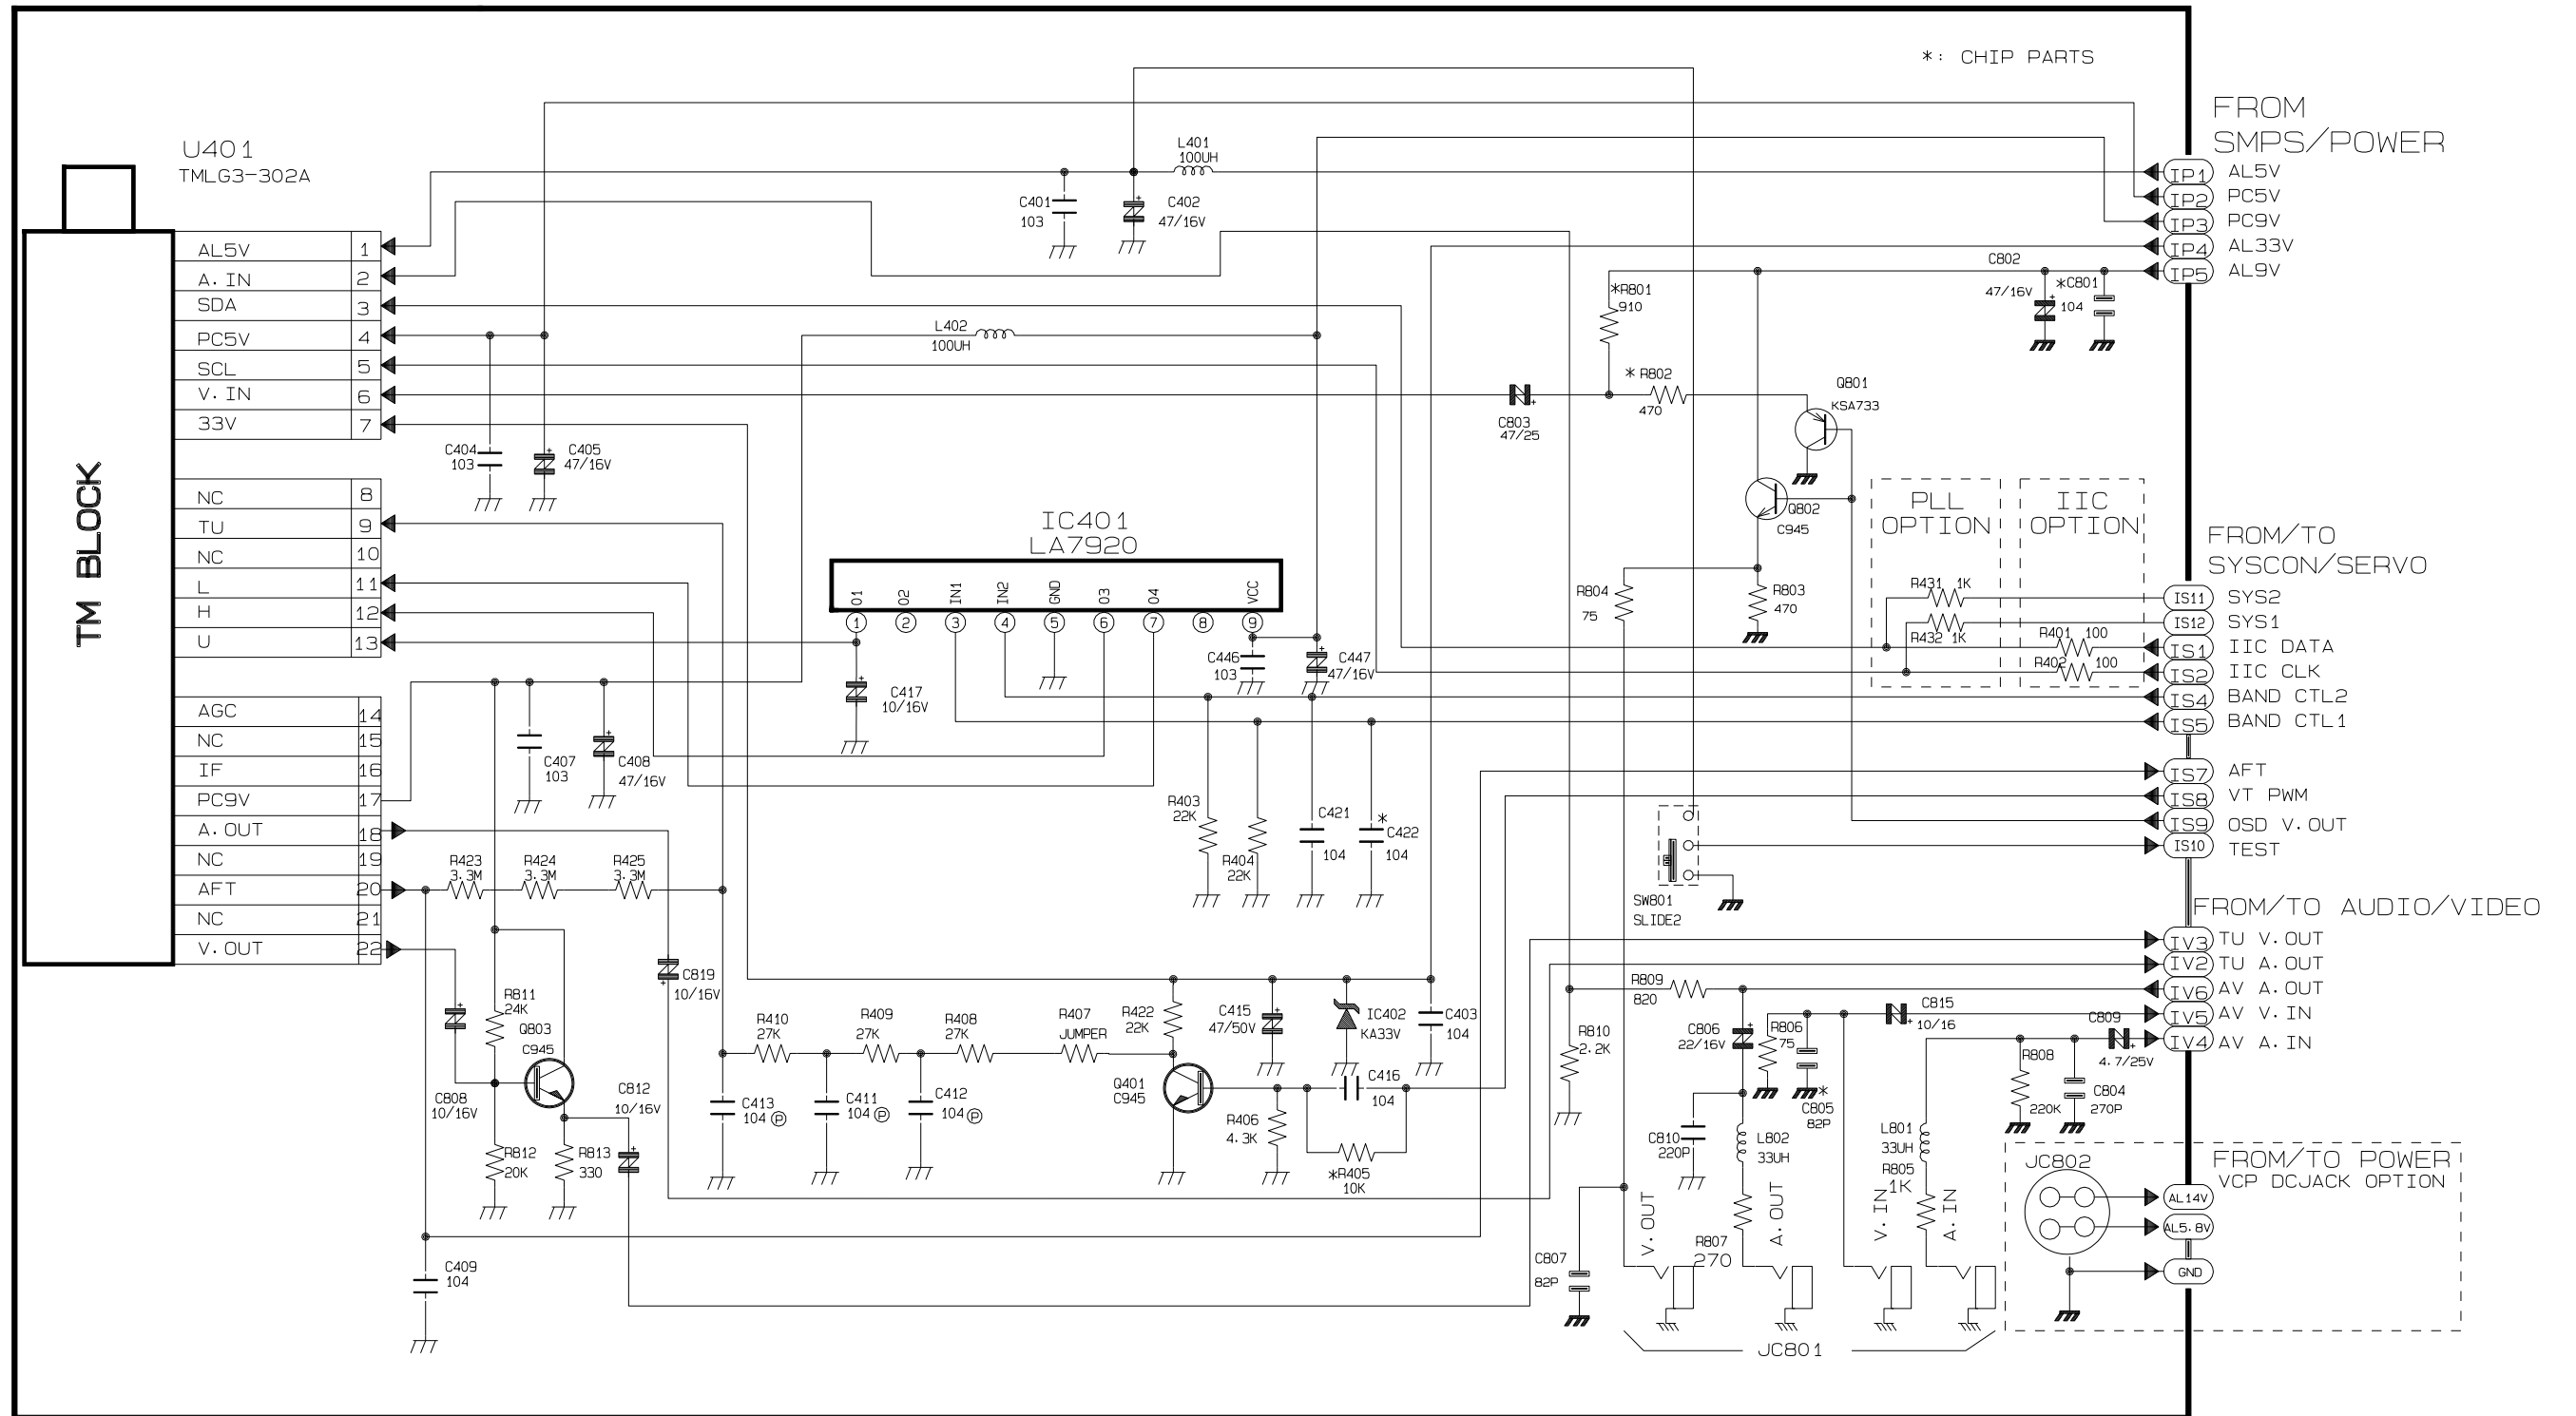 *: CHIP PARTS
FROM
SMPS/POWER
IP1 AL5V
IP2 PC5V
IP3 PC9V
IP4 AL33V
IP5 AL9V
U401
TMLG3-302A
TM BLOCK
AL5V 1
A.IN 2
SDA 3
PC5V 4
SCL 5
V.IN 6
33V 7
NC 8
TU 9
NC 10
L 11
H 12
U 13
AGC 14
NC 15
IF 16
PC9V 17
A.OUT 18
NC 19
AFT 20
NC 21
V.OUT 22
L401
100UH
C401
103
C402
47/16V
L402
100UH
C404
103
C405
47/16V
C802
47/16V
*C801
104
*R801
910
* R802
470
C803
47/25
Q801
KSA733
Q802
C945
R804
75
R803
470
PLL
OPTION
IIC
OPTION
R431 1K
R432 1K
R401 100
R402 100
FROM/TO
SYSCON/SERVO
IS11 SYS2
IS12 SYS1
IS1 IIC DATA
IS2 IIC CLK
IS4 BAND CTL2
IS5 BAND CTL1
IS7 AFT
IS8 VT PWM
IS9 OSD V.OUT
IS10 TEST
IC401
LA7920
O1 O2 IN1 IN2 GND O3 O4 VCC
1 2 3 4 5 6 7 8 9
C417
10/16V
C446
103
C447
47/16V
C407
103
C408
47/16V
R403
22K
R404
22K
C421
104
*
C422
104
SW801
SLIDE2
R423
3.3M
R424
3.3M
R425
3.3M
C819
10/16V
FROM/TO AUDIO/VIDEO
IV3 TU V.OUT
IV2 TU A.OUT
IV6 AV A.OUT
IV5 AV V.IN
IV4 AV A.IN
R811
24K
Q803
C945
C808
10/16V
C812
10/16V
R812
20K
R813
330
R410
27K
R409
27K
R408
27K
R407
JUMPER
R422
22K
C415
47/50V
IC402
KA33V
C403
104
C413
104 P
C411
104 P
C412
104 P
Q401
C945
C416
104
R406
4.3K
*R405
10K
C409
104
R809
820
R810
2.2K
C806
22/16V
R806
75
C815
10/16
C809
4.7/25V
*
C805
82P
R808
220K
C804
270P
C810
220P
L802
33UH
L801
33UH
R805
1K
C807
82P
R807
270
V.OUT
A.OUT
V.IN
A.IN
JC801
JC802
FROM/TO POWER
VCP DCJACK OPTION
AL14V
AL5.8V
GND